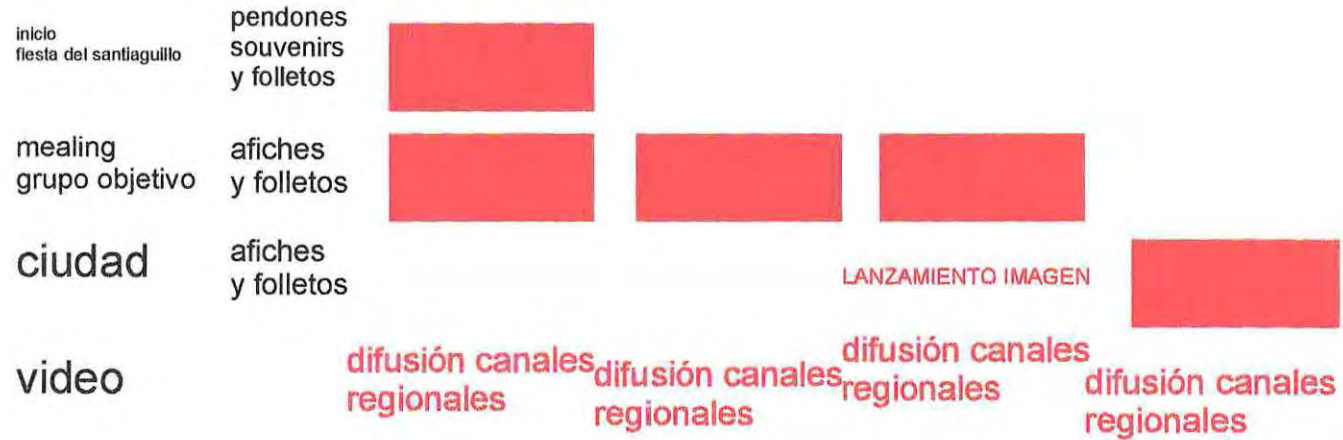 inicio
fiesta del santiaguillo
pendones
souvenirs
y folletos
mealing
grupo objetivo
afiches
y folletos
ciudad
afiches
y folletos
LANZAMIENTO IMAGEN
video
difusión canales
regionales
difusión canales
regionales
difusión canales
regionales
difusión canales
regionales